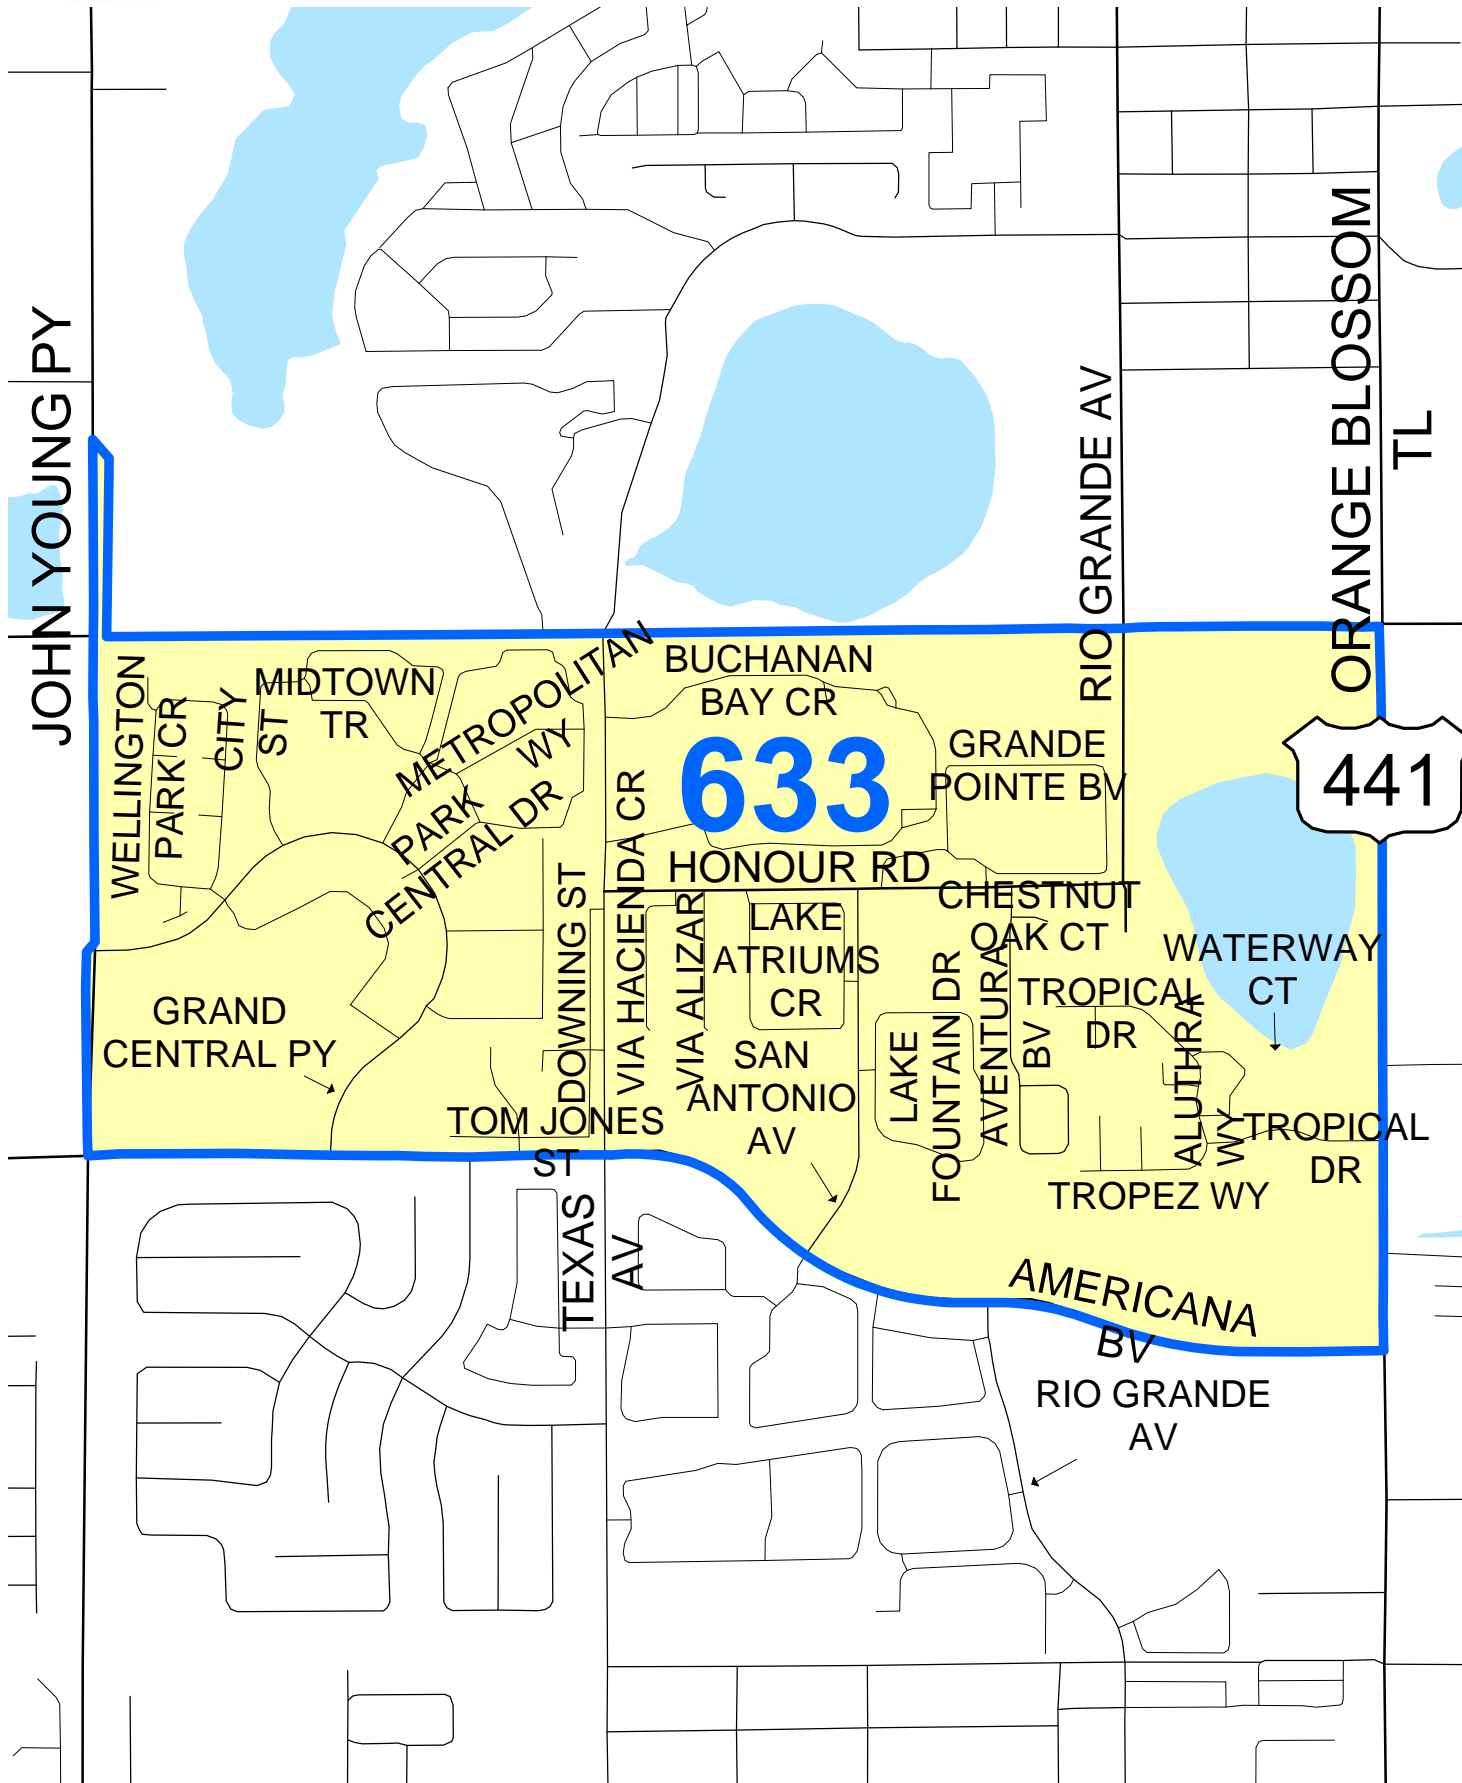 JOHN YOUNG PY
ORANGE BLOSSOM
TL
RIO GRANDE AV
441
633
WELLINGTON
PARK CR
CITY
ST
MIDTOWN
TR
METROPOLITAN
WY
PARK
CENTRAL DR
BUCHANAN
BAY CR
GRANDE
POINTE BV
HONOUR RD
CHESTNUT
OAK CT
WATERWAY
CT
GRAND
CENTRAL PY
DOWNING ST
VIA HACIENDA CR
VIA ALIZAR
LAKE
ATRIUMS
CR
SAN
ANTONIO
AV
LAKE
FOUNTAIN DR
AVENTURA
BV
TROPICAL
DR
ALUTHRA
WY
TROPICAL
DR
TOM JONES
ST
TROPEZ WY
TEXAS
AV
AMERICANA
BV
RIO GRANDE
AV